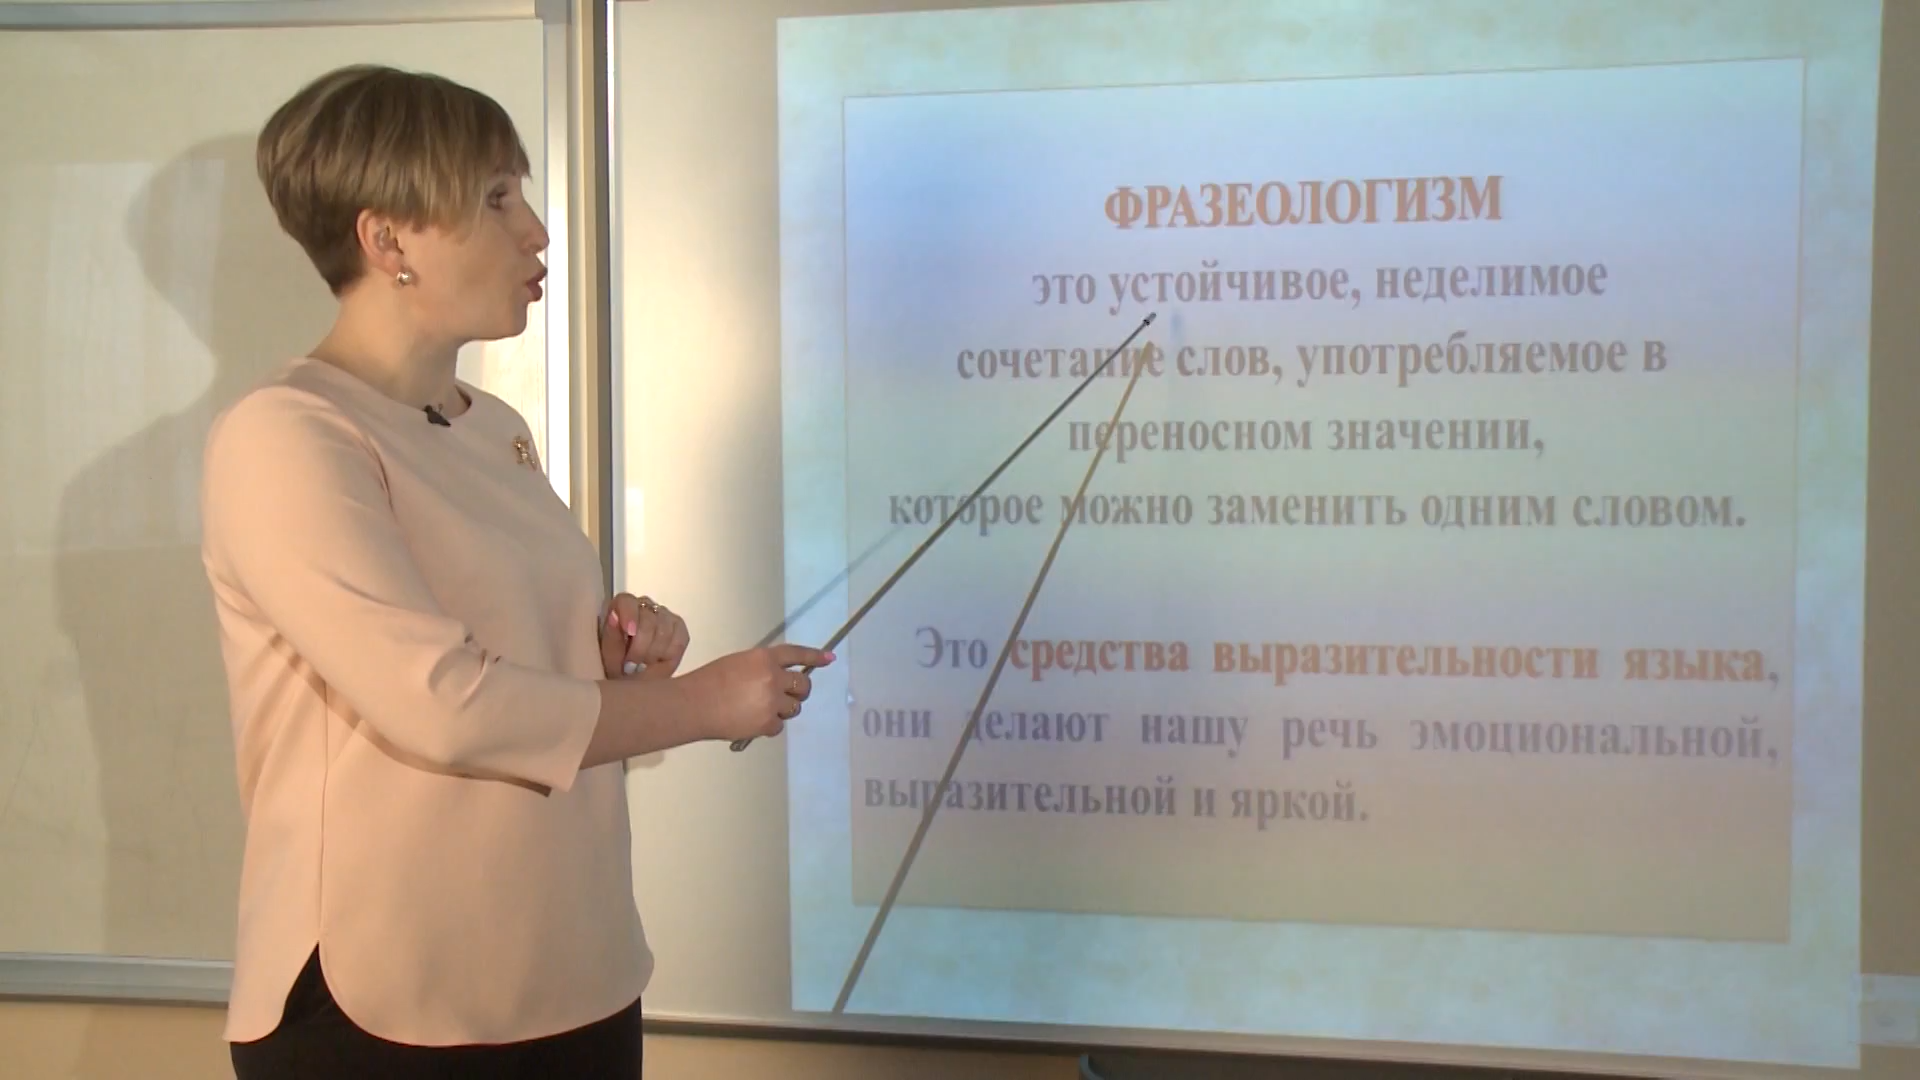 ФРАЗЕОЛОГИЗМ
это устойчивое, неделимое
сочетание слов, употребляемое в
переносном значении,
которое можно заменить одним словом.
Это средства выразительности языка,
они делают нашу речь эмоциональной,
выразительной и яркой.